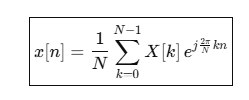 x[n] = \frac{1}{N} \sum_{k=0}^{N-1} X[k] e^{j\frac{2\pi}{N}kn}